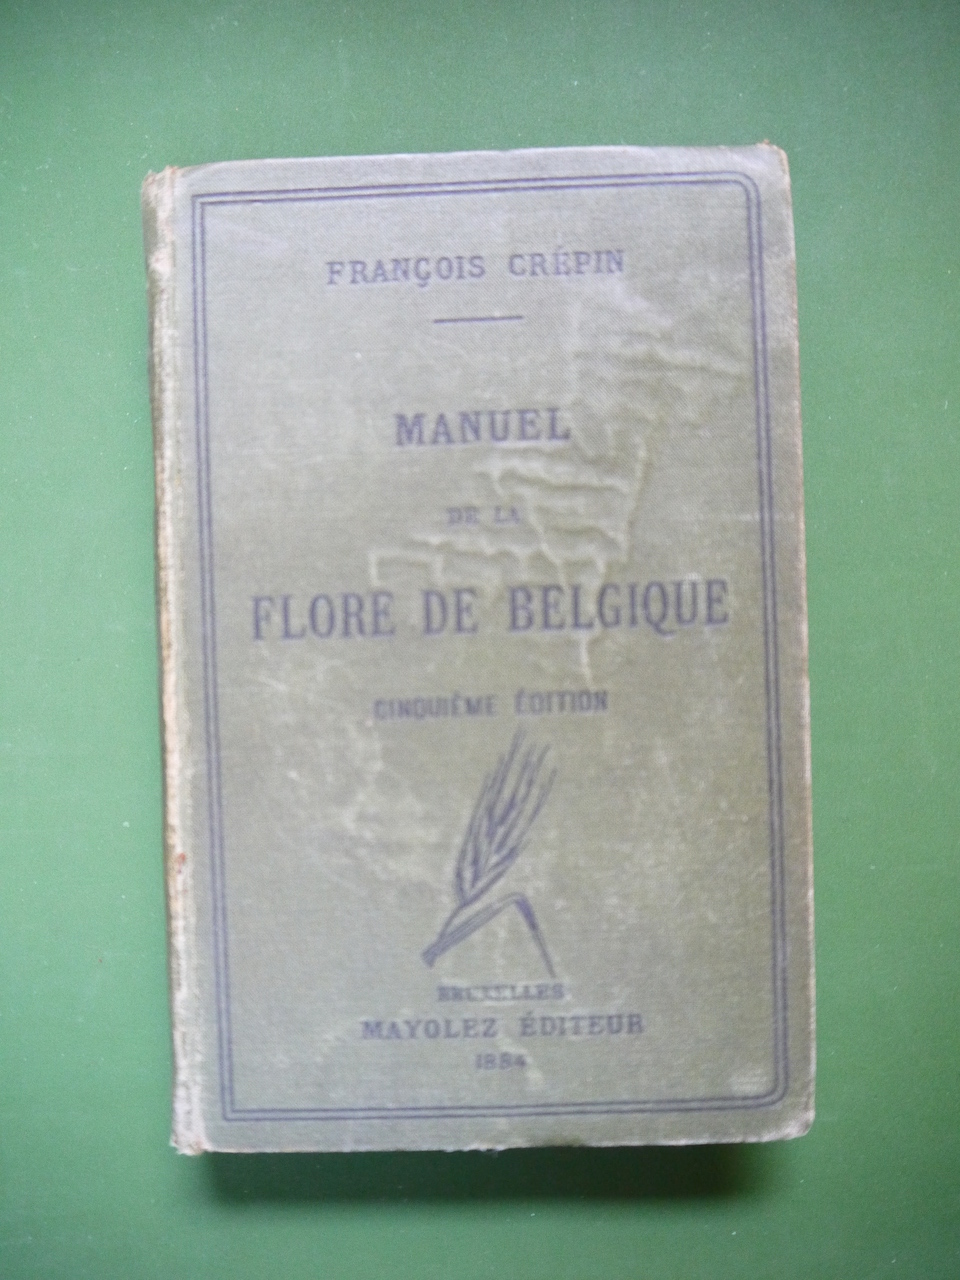 FRANÇOIS CRÉPIN
MANUEL
DE LA
FLORE DE BELGIQUE
CINQUIÈME ÉDITION
BRUXELLES
MAYOLEZ ÉDITEUR
1884